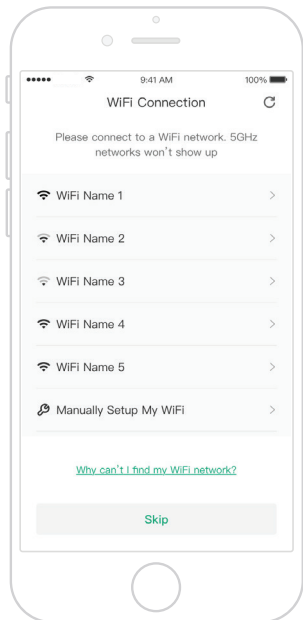 9:41 AM
100%
WiFi Connection
Please connect to a WiFi network. 5GHz
networks won't show up
WiFi Name 1
WiFi Name 2
WiFi Name 3
WiFi Name 4
WiFi Name 5
Manually Setup My WiFi
Why can't I find my WiFi network?
Skip